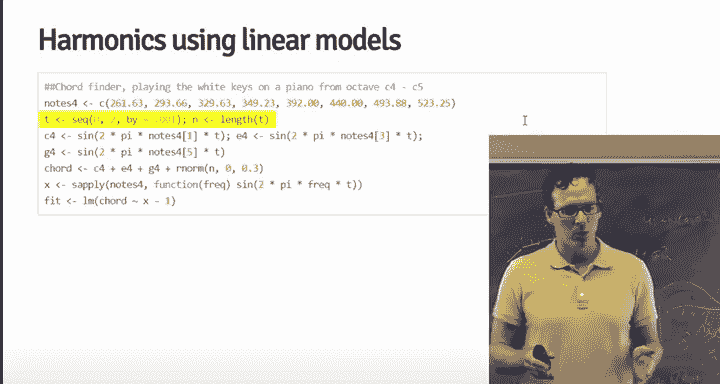 Harmonics using linear models
##Chord finder, playing the white keys on a piano from octave c4 - c5
notes4 <- c(261.63, 293.66, 329.63, 349.23, 392.00, 440.00, 493.88, 523.25)
t <- seq(0, 2, by = .001); n <- length(t)
c4 <- sin(2 * pi * notes4[1] * t); e4 <- sin(2 * pi * notes4[3] * t);
g4 <- sin(2 * pi * notes4[5] * t)
chord <- c4 + e4 + g4 + rnorm(n, 0, 0.3)
x <- sapply(notes4, function(freq) sin(2 * pi * freq * t))
fit <- lm(chord ~ x - 1)